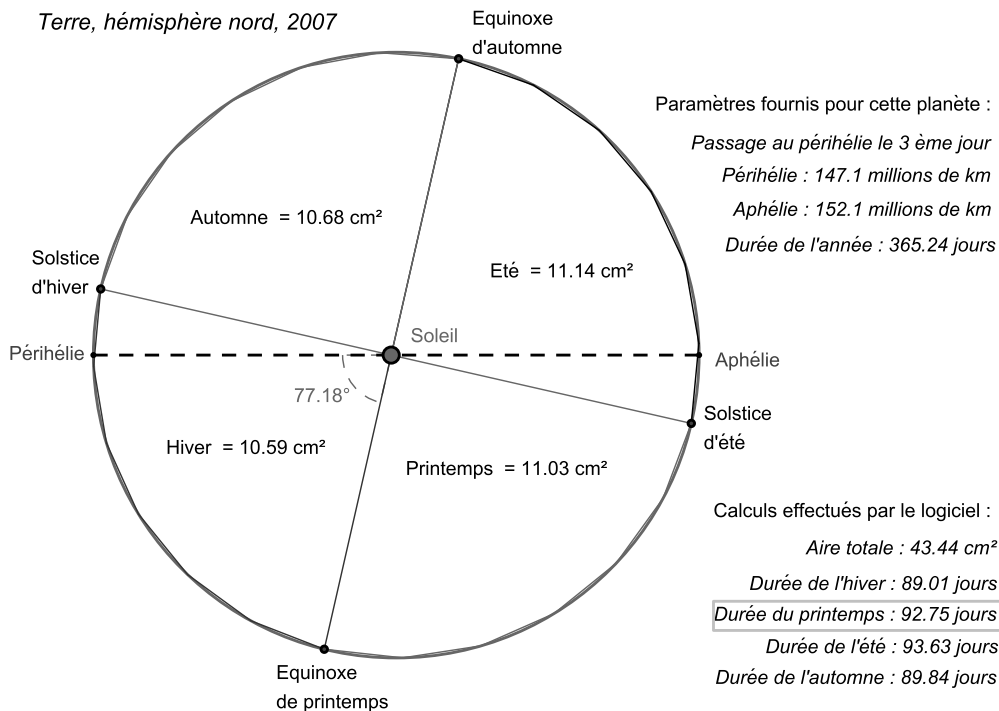 Terre, hémisphère nord, 2007
Equinoxe
d'automne
Paramètres fournis pour cette planète :
Passage au périhélie le 3 ème jour
Périhélie : 147.1 millions de km
Aphélie : 152.1 millions de km
Durée de l'année : 365.24 jours
Automne = 10.68 cm²
Eté = 11.14 cm²
Solstice
d'hiver
Soleil
Périhélie
Aphélie
77.18°
Solstice
d'été
Hiver = 10.59 cm²
Printemps = 11.03 cm²
Calculs effectués par le logiciel :
Aire totale : 43.44 cm²
Durée de l'hiver : 89.01 jours
Durée du printemps : 92.75 jours
Durée de l'été : 93.63 jours
Durée de l'automne : 89.84 jours
Equinoxe
de printemps